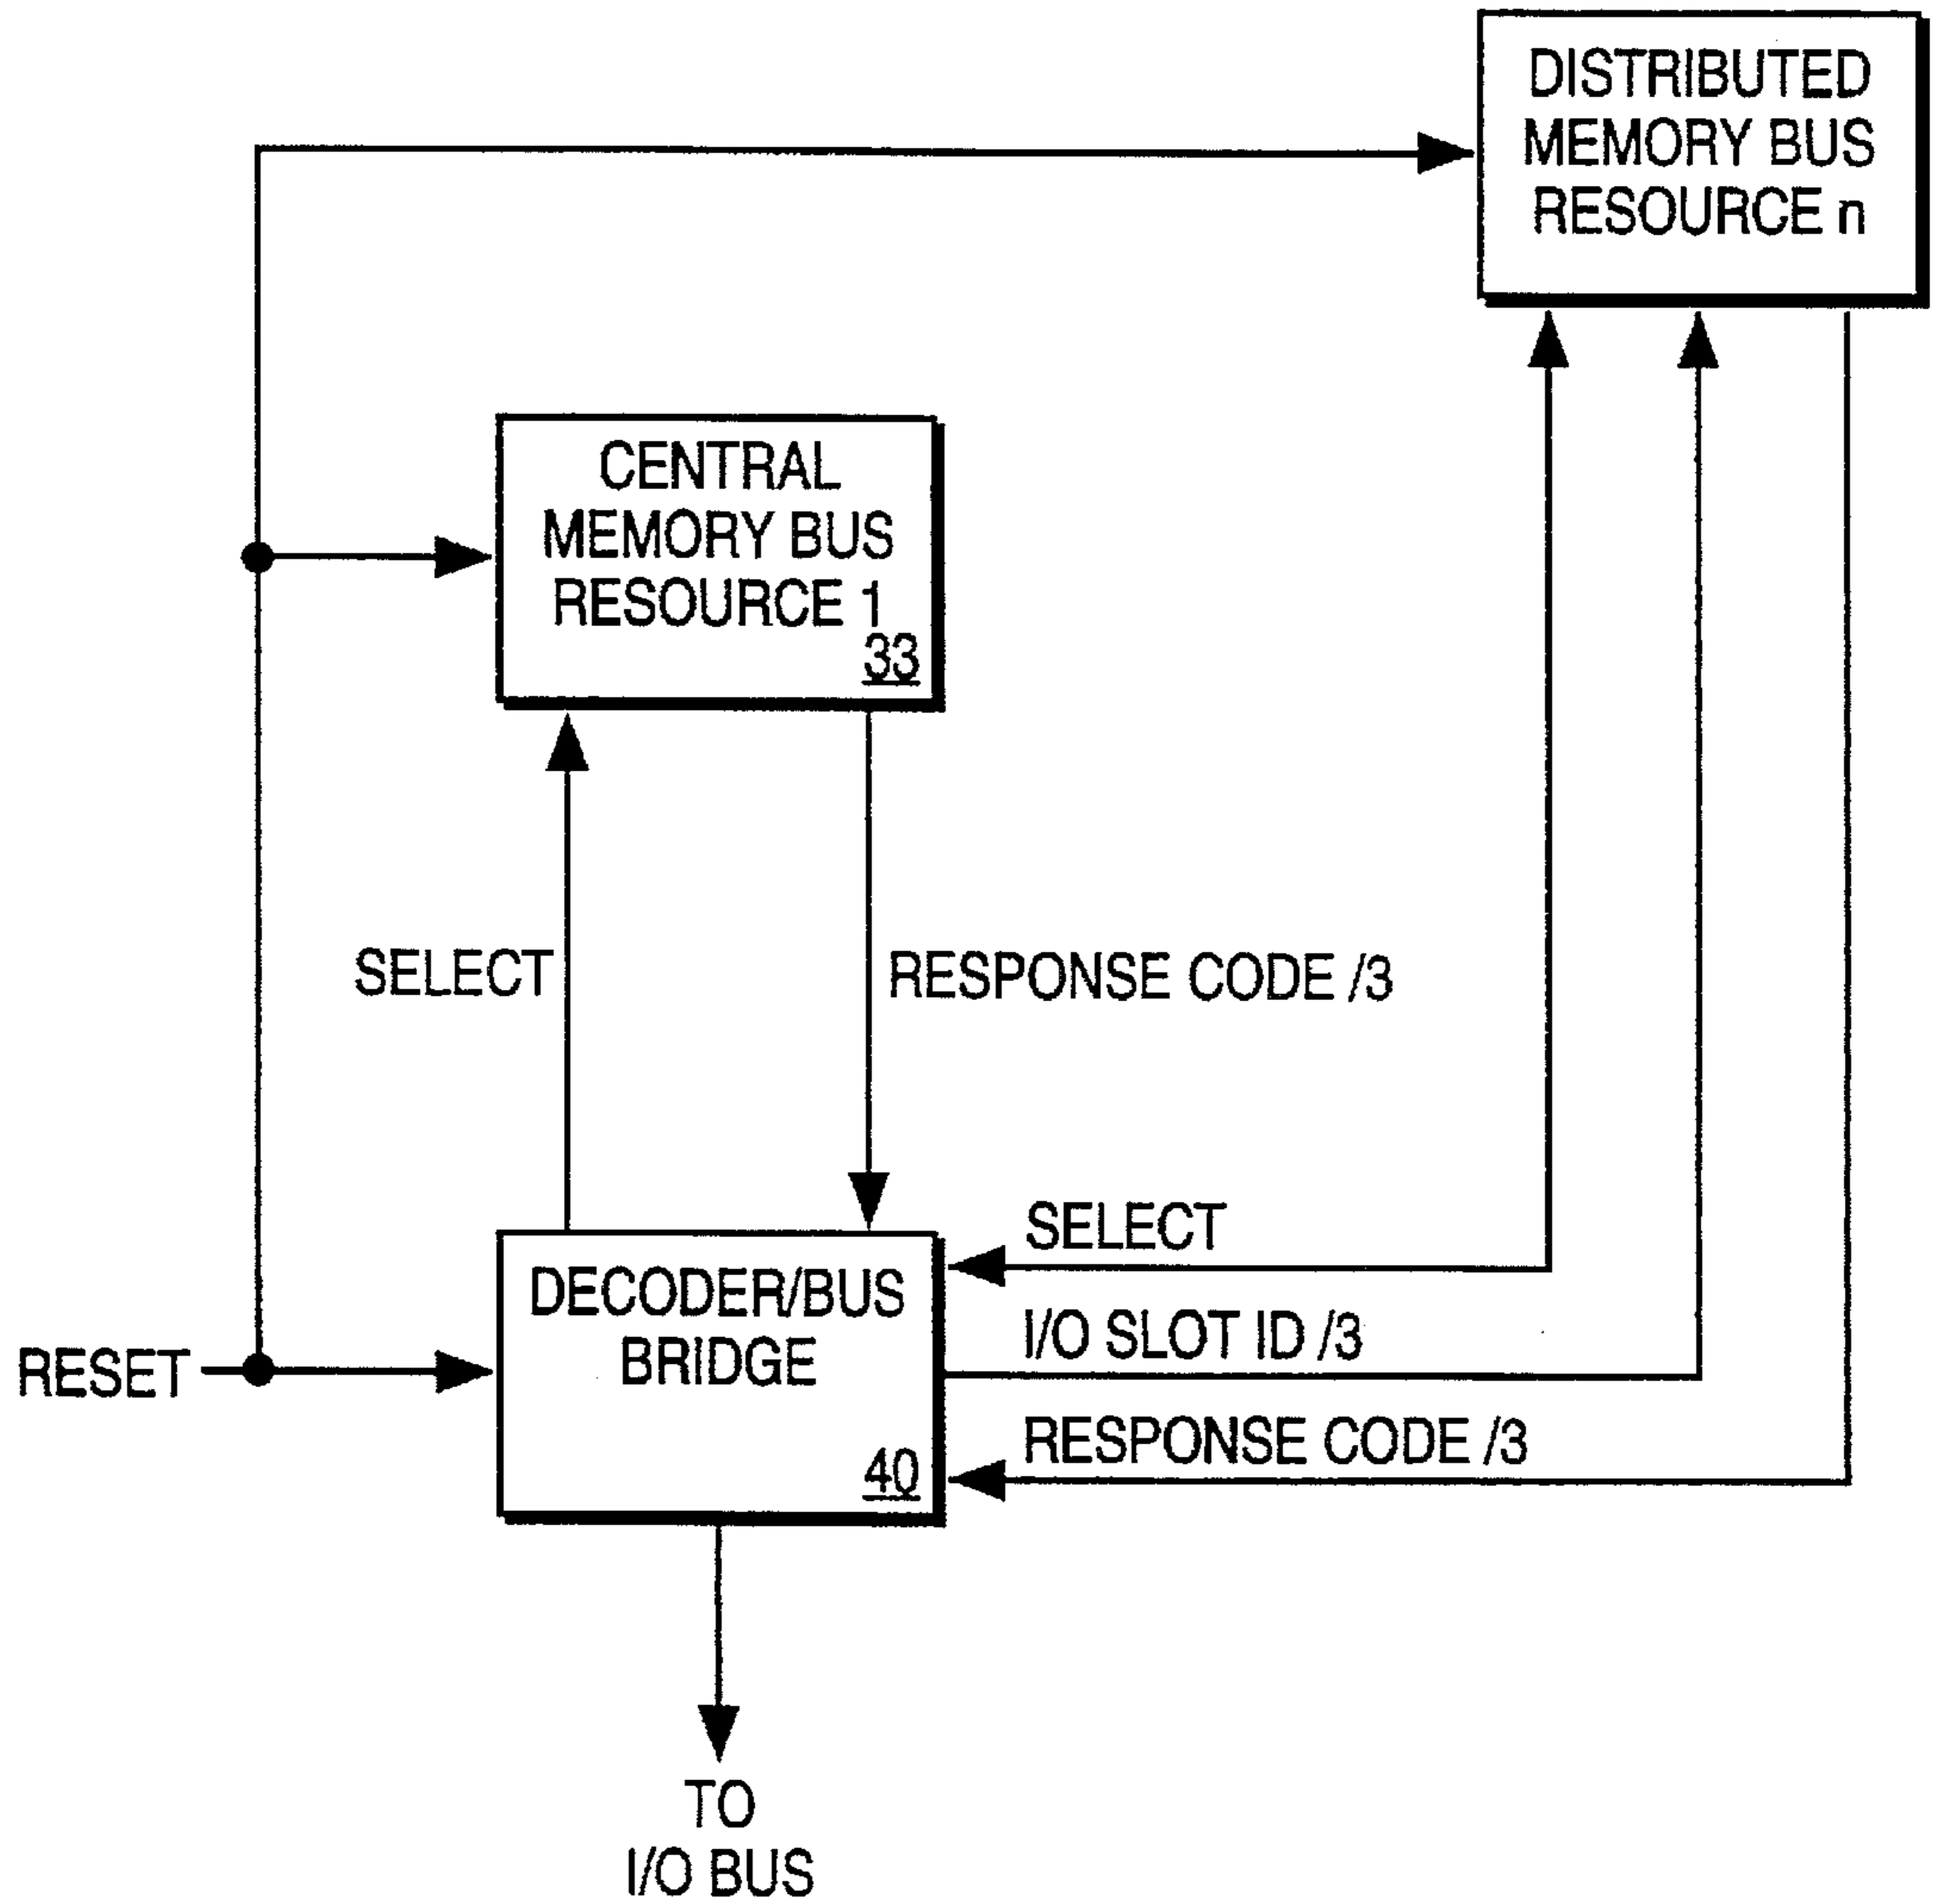 DISTRIBUTED
MEMORY BUS
RESOURCE n
CENTRAL
MEMORY BUS
RESOURCE 1
33
SELECT
RESPONSE CODE /3
SELECT
DECODER/BUS
BRIDGE
I/O SLOT ID /3
RESET
RESPONSE CODE /3
40
TO
I/O BUS